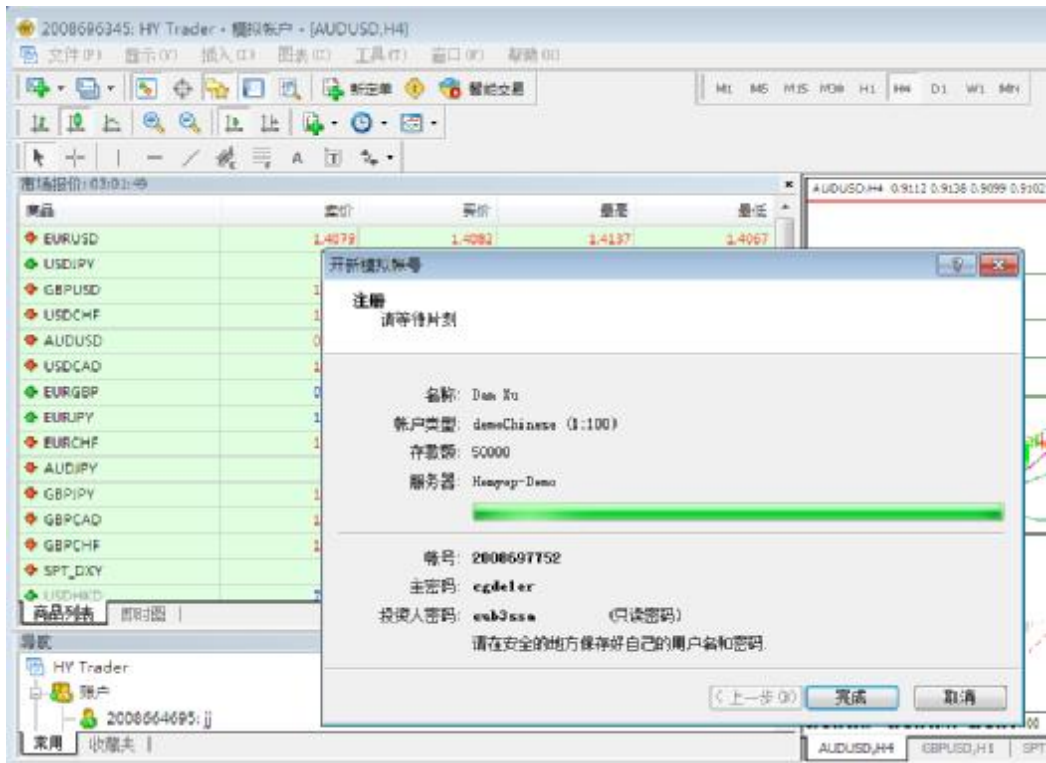 2008696345: HY Trader - 模拟帐户 - [AUDUSD,H4]
文件(F) 显示(V) 插入(I) 图表(C) 工具(T) 窗口(W) 帮助(H)
新定单 智能交易 M1 M5 M15 M30 H1 H4 D1 W1 MN
市场报价: 03:01:49
商品 卖价 买价 最高 最低
EURUSD 1.4079 1.4082 1.4137 1.4067
USDJPY
GBPUSD
USDCHF
AUDUSD
USDCAD
EURGBP
EURJPY
EURCHF
AUDJPY
GBPJPY
GBPCAD
GBPCHF
SPT_DXY
USDHKD
商品列表 即时图
导航
HY Trader
账户
2008664695: jj
常用 收藏夹
AUDUSD,H4 0.9112 0.9136 0.9099 0.9102
开新模拟账号
注册
请等待片刻
名称: Dan Xu
帐户类型: demoChinese (1:100)
存款额: 50000
服务器: Hengyep-Demo
帐号: 2008697752
主密码:
投资人密码: (只读密码)
请在安全的地方保存好自己的用户名和密码.
<上一步(B) 完成 取消
AUDUSD,H4 GBPUSD,H1 SPT